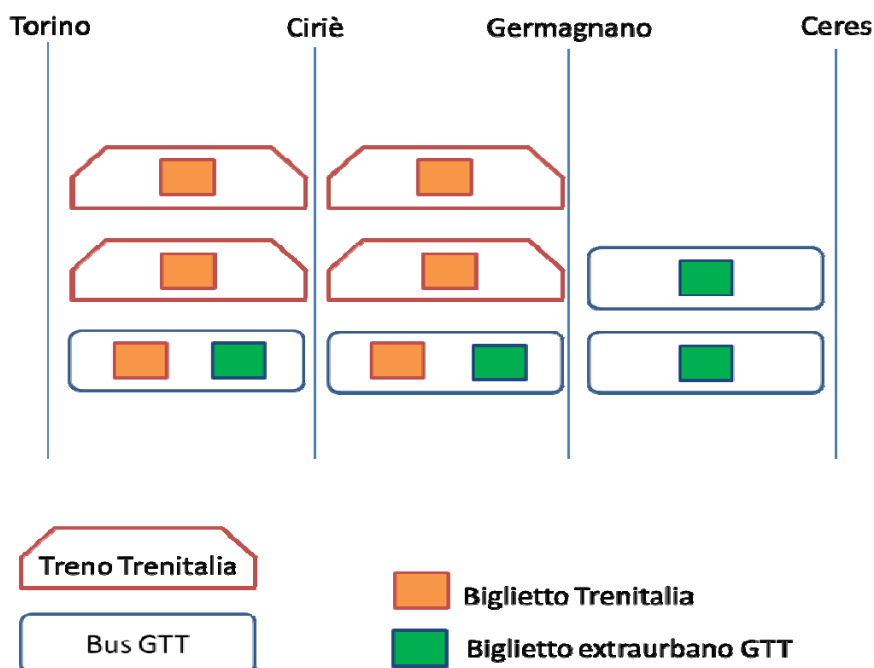 Torino Ciriè Germagnano Ceres
Treno Trenitalia
Bus GTT
Biglietto Trenitalia
Biglietto extraurbano GTT